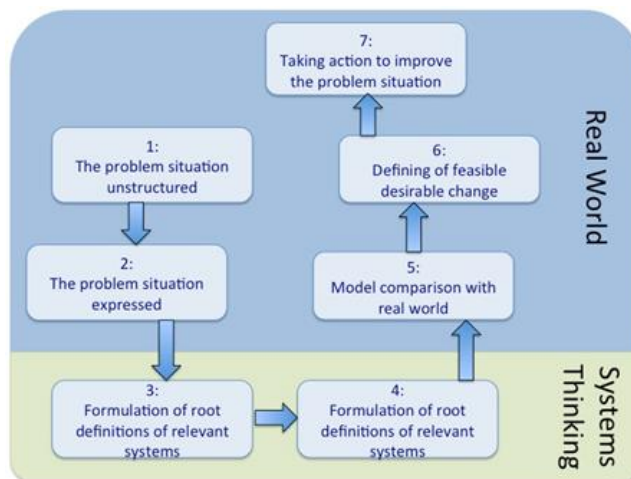 1:
The problem situation
unstructured
2:
The problem situation
expressed
3:
Formulation of root
definitions of relevant
systems
4:
Formulation of root
definitions of relevant
systems
5:
Model comparison with
real world
6:
Defining of feasible
desirable change
7:
Taking action to improve
the problem situation
Real World
Systems
Thinking